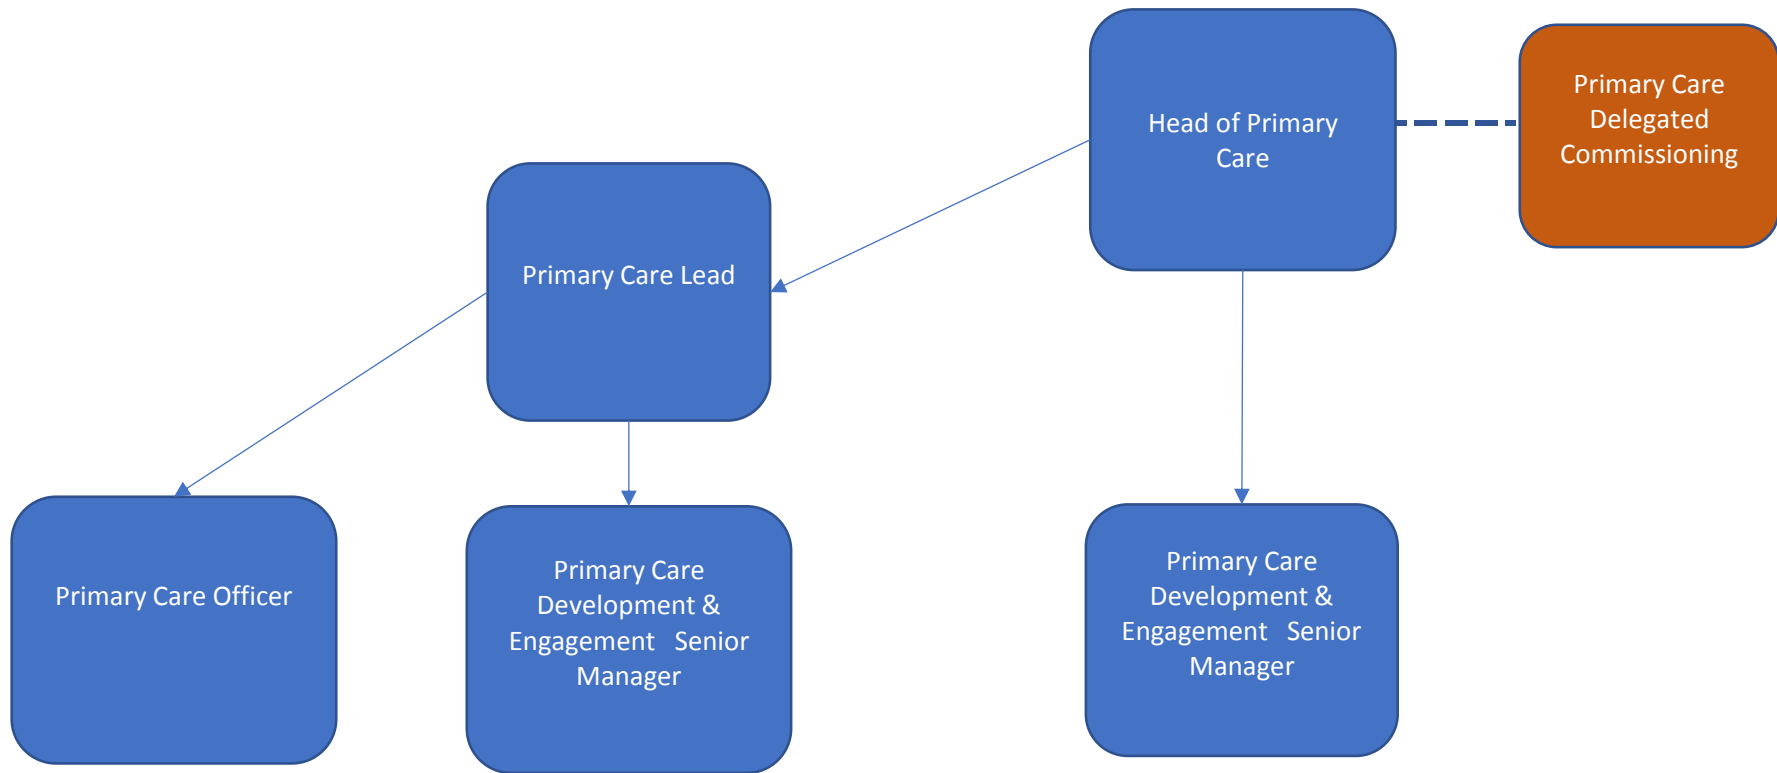 Head of Primary
Care
Primary Care
Delegated
Commissioning
Primary Care Lead
Primary Care Officer
Primary Care
Development &
Engagement   Senior
Manager
Primary Care
Development &
Engagement   Senior
Manager